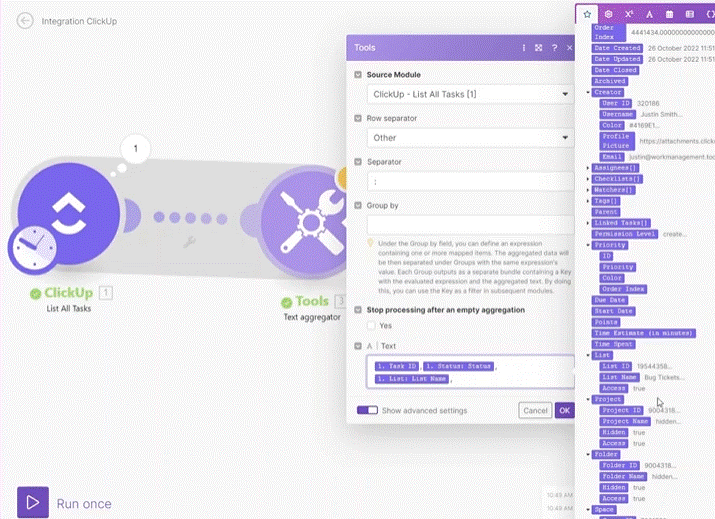 Integration ClickUp
1
ClickUp 1
List All Tasks
Tools 3
Text aggregator
Run once
10:49 AM
10:49 AM
Tools
?
Source Module
ClickUp - List All Tasks [1]
Row separator
Other
Separator
;
Group by
Under the Group by field, you can define an expression
containing one or more mapped items. The aggregated data will
be then separated under Groups with the same expression's
value. Each Group outputs as a separate bundle containing a Key
with the evaluated expression and the aggregated text. By doing
this, you can use the Key as a filter in subsequent modules.
Stop processing after an empty aggregation
Yes
A Text
1. Task ID , 1. Status: Status ,
1. List: List Name ,
Show advanced settings
Cancel OK
Order
Index 4441434.0000000000000
Date Created 26 October 2022 11:51
Date Updated 26 October 2022 11:51
Date Closed
Archived
Creator
User ID 320186
Username Justin Smith...
Color #4169E1...
Profile
Picture https://attachments.click
Email justin@workmanagement.too
Assignees[]
Checklists[]
Watchers[]
Tags[]
Parent
Linked Tasks[]
Permission Level create...
Priority
ID
Priority
Color
Order Index
Due Date
Start Date
Points
Time Estimate (in minutes)
Time Spent
List
List ID 19544358...
List Name Bug Tickets...
Access true
Project
Project ID 9004318...
Project Name hidden...
Hidden true
Access true
Folder
Folder ID 9004318...
Folder Name hidden...
Hidden true
Access true
Space